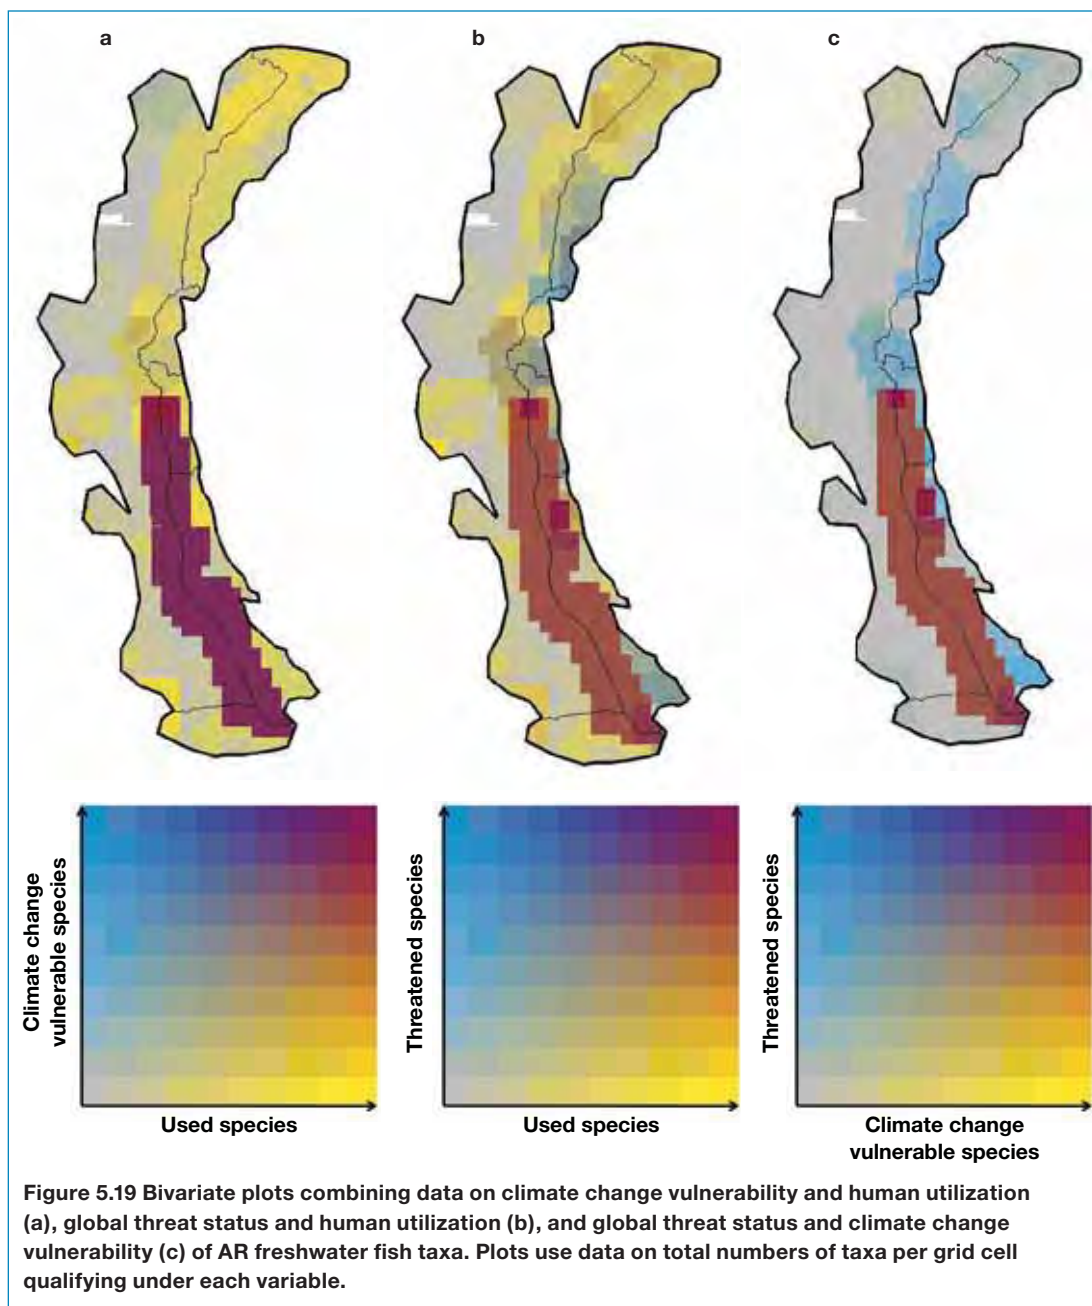 a
b
c
Climate change
vulnerable species
Used species
Threatened species
Used species
Threatened species
Climate change
vulnerable species
Figure 5.19 Bivariate plots combining data on climate change vulnerability and human utilization
(a), global threat status and human utilization (b), and global threat status and climate change
vulnerability (c) of AR freshwater fish taxa. Plots use data on total numbers of taxa per grid cell
qualifying under each variable.